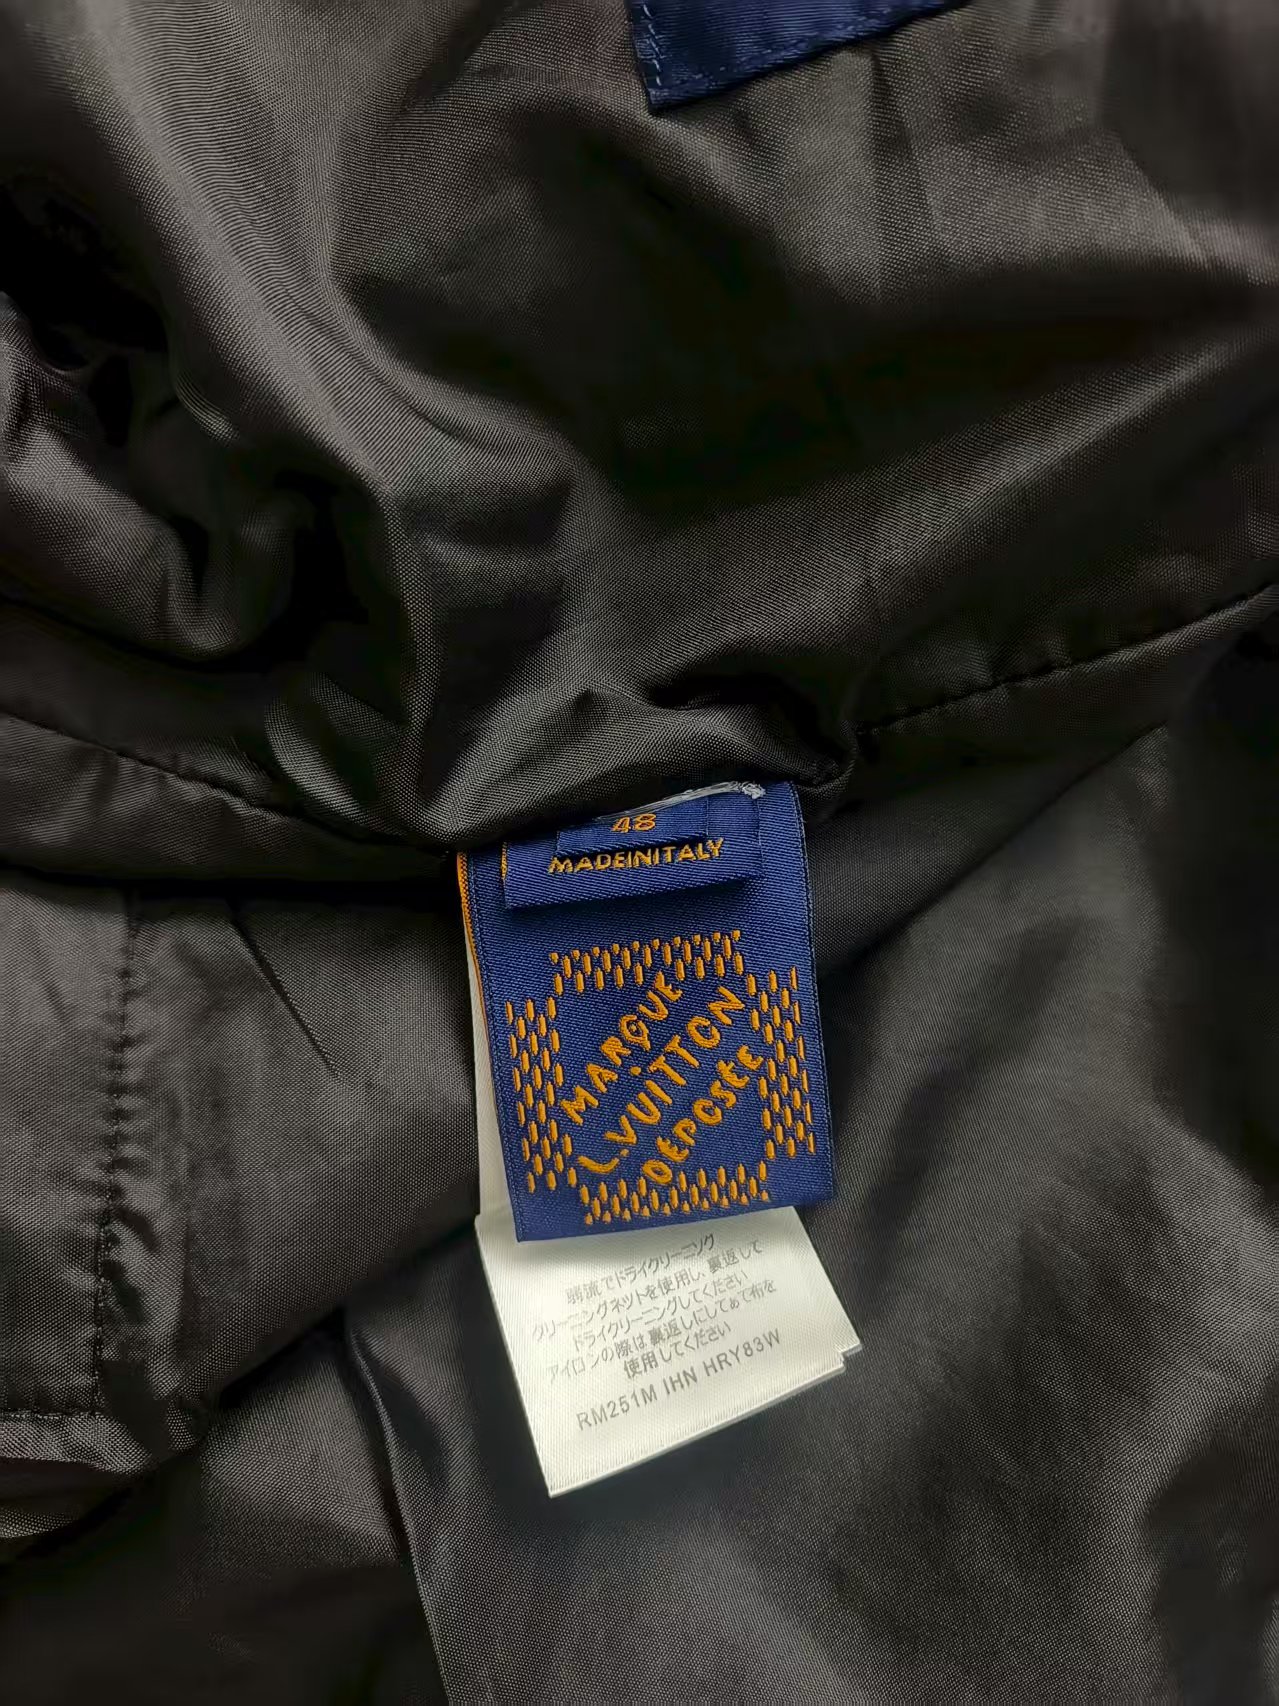 48
MADEINITALY
MARQUE
L.VUITTON
DEPOSEE
弱流でドライクリーニング
クリーニングネットを使用し、裏返して
ドライクリーニングしてください
アイロンの際は裏返しにしてあて布を
使用してください
RM251M IHN HRY83W